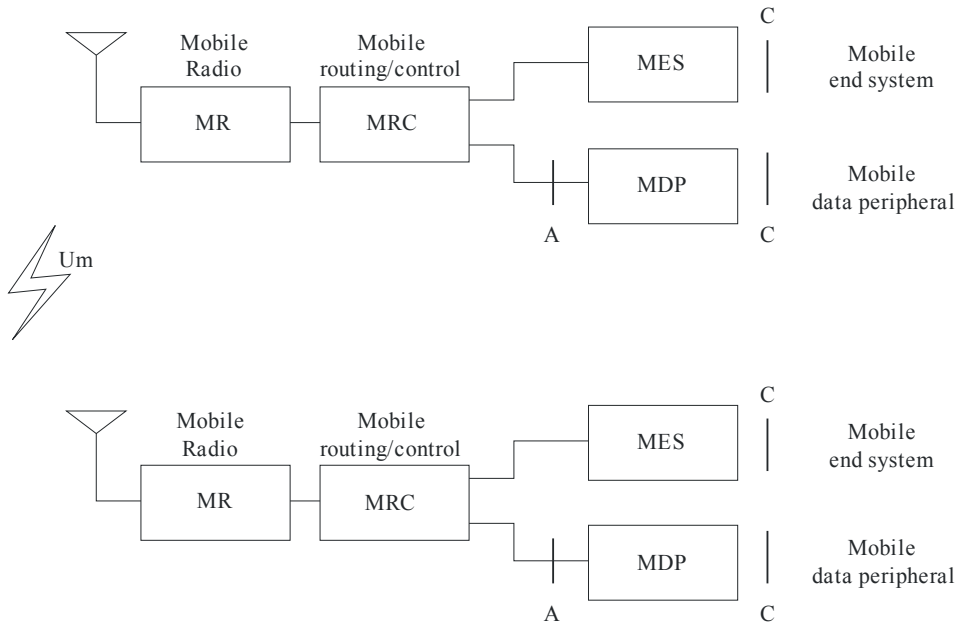 C
Mobile
Radio
Mobile
routing/control
MR
MRC
MES
Mobile
end system
MDP
Mobile
data peripheral
A
C
Um
C
Mobile
Radio
Mobile
routing/control
MR
MRC
MES
Mobile
end system
MDP
Mobile
data peripheral
A
C